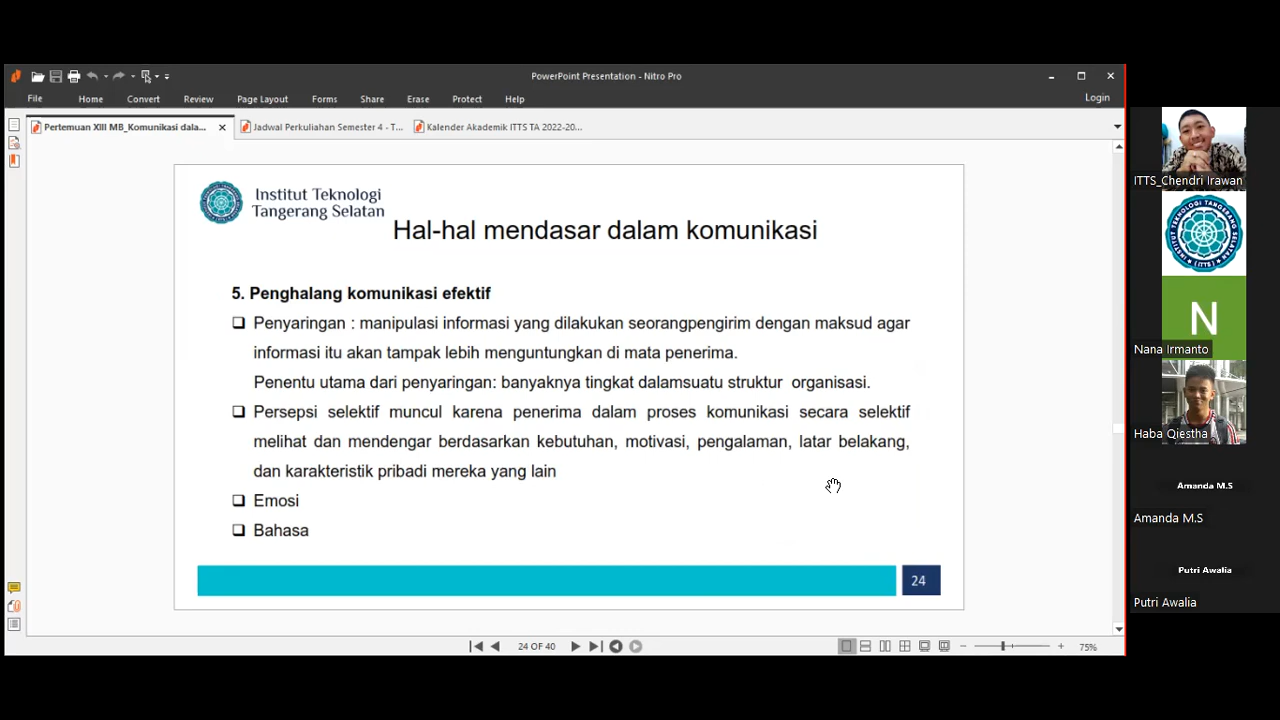 PowerPoint Presentation - Nitro Pro
File Home Convert Review Page Layout Forms Share Erase Protect Help Login
Pertemuan XIII MB_Komunikasi dala... Jadwal Perkuliahan Semester 4 - T... Kalender Akademik ITTS TA 2022-20...
Institut Teknologi
Tangerang Selatan
Hal-hal mendasar dalam komunikasi
5. Penghalang komunikasi efektif
Penyaringan : manipulasi informasi yang dilakukan seorangpengirim dengan maksud agar
informasi itu akan tampak lebih menguntungkan di mata penerima.
Penentu utama dari penyaringan: banyaknya tingkat dalamsuatu struktur organisasi.
Persepsi selektif muncul karena penerima dalam proses komunikasi secara selektif
melihat dan mendengar berdasarkan kebutuhan, motivasi, pengalaman, latar belakang,
dan karakteristik pribadi mereka yang lain
Emosi
Bahasa
24
24 OF 40
75%
ITTS_Chendri Irawan
INSTITUT TEKNOLOGI TANGERANG SELATAN
(ITTS)
N
Nana Irmanto
Haba Qiestha
Amanda M.S
Amanda M.S
Putri Awalia
Putri Awalia